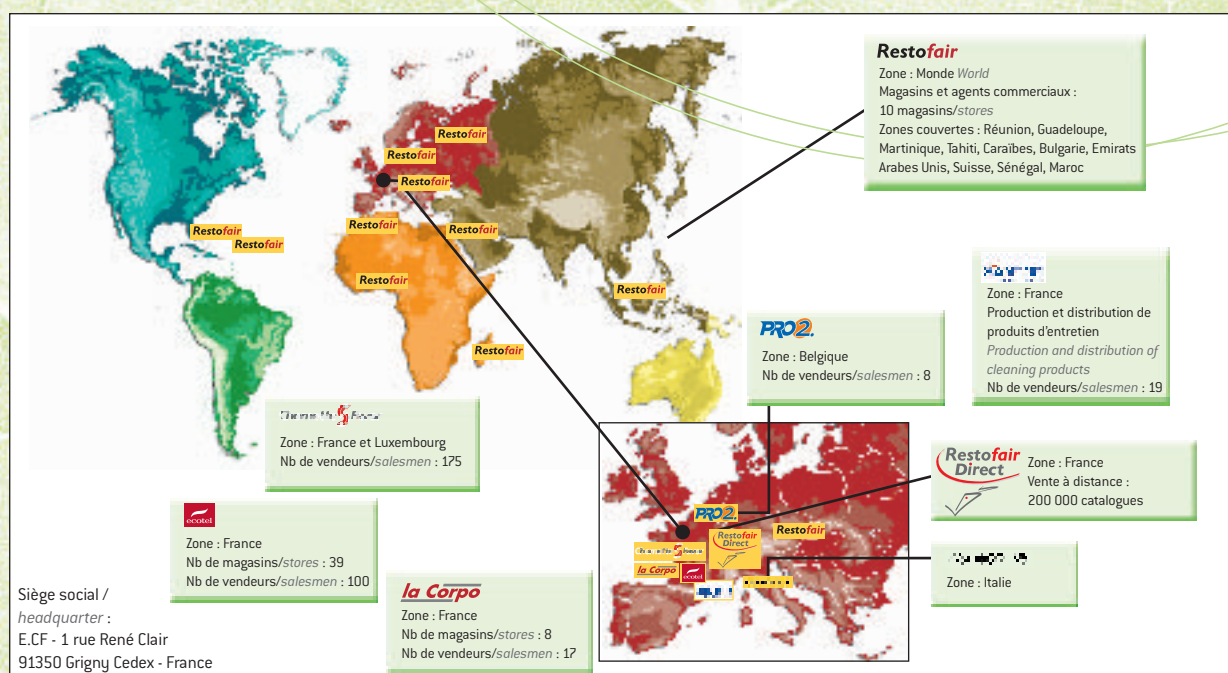 Restofair
Zone : Monde World
Magasins et agents commerciaux :
10 magasins/stores
Zones couvertes : Réunion, Guadeloupe,
Martinique, Tahiti, Caraïbes, Bulgarie, Emirats
Arabes Unis, Suisse, Sénégal, Maroc
Restofair
Restofair
Restofair
Restofair
Restofair
Restofair
Restofair
Restofair
Restofair
Restofair
Zone : France
Production et distribution de
produits d'entretien
Production and distribution of
cleaning products
Nb de vendeurs/salesmen : 19
PRO2.
Zone : Belgique
Nb de vendeurs/salesmen : 8
Zone : France et Luxembourg
Nb de vendeurs/salesmen : 175
Restofair
Direct
Zone : France
Vente à distance :
200 000 catalogues
ecotel
Zone : France
Nb de magasins/stores : 39
Nb de vendeurs/salesmen : 100
PRO2.
Restofair
Restofair
Direct
la Corpo
ecotel
Zone : Italie
la Corpo
Zone : France
Nb de magasins/stores : 8
Nb de vendeurs/salesmen : 17
Siège social /
headquarter :
E.CF - 1 rue René Clair
91350 Grigny Cedex - France